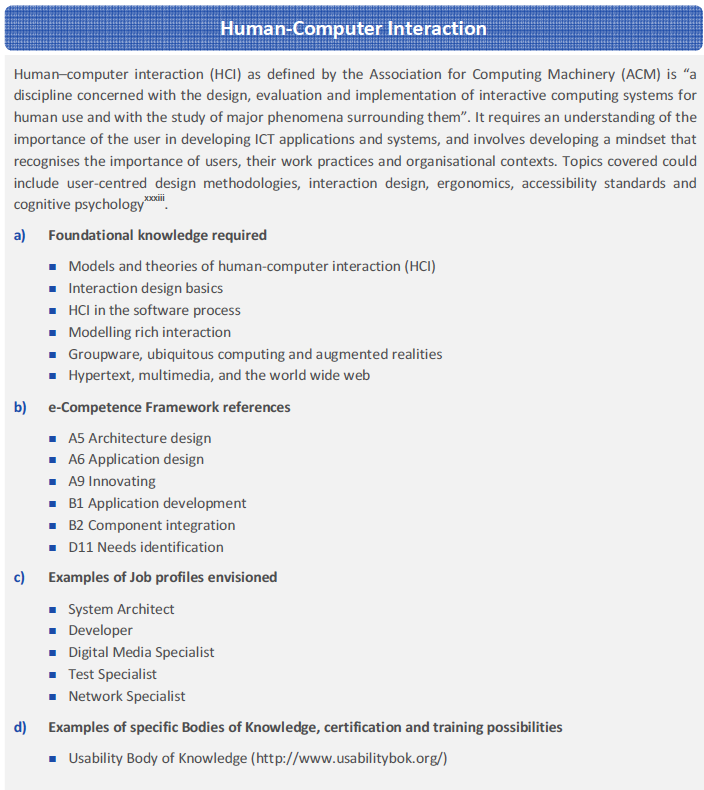 Human-Computer Interaction
Human–computer interaction (HCI) as defined by the Association for Computing Machinery (ACM) is “a
discipline concerned with the design, evaluation and implementation of interactive computing systems for
human use and with the study of major phenomena surrounding them”. It requires an understanding of the
importance of the user in developing ICT applications and systems, and involves developing a mindset that
recognises the importance of users, their work practices and organisational contexts. Topics covered could
include user-centred design methodologies, interaction design, ergonomics, accessibility standards and
cognitive psychologyxxxiii.
a) Foundational knowledge required
■ Models and theories of human-computer interaction (HCI)
■ Interaction design basics
■ HCI in the software process
■ Modelling rich interaction
■ Groupware, ubiquitous computing and augmented realities
■ Hypertext, multimedia, and the world wide web
b) e-Competence Framework references
■ A5 Architecture design
■ A6 Application design
■ A9 Innovating
■ B1 Application development
■ B2 Component integration
■ D11 Needs identification
c) Examples of Job profiles envisioned
■ System Architect
■ Developer
■ Digital Media Specialist
■ Test Specialist
■ Network Specialist
d) Examples of specific Bodies of Knowledge, certification and training possibilities
■ Usability Body of Knowledge (http://www.usabilitybok.org/)